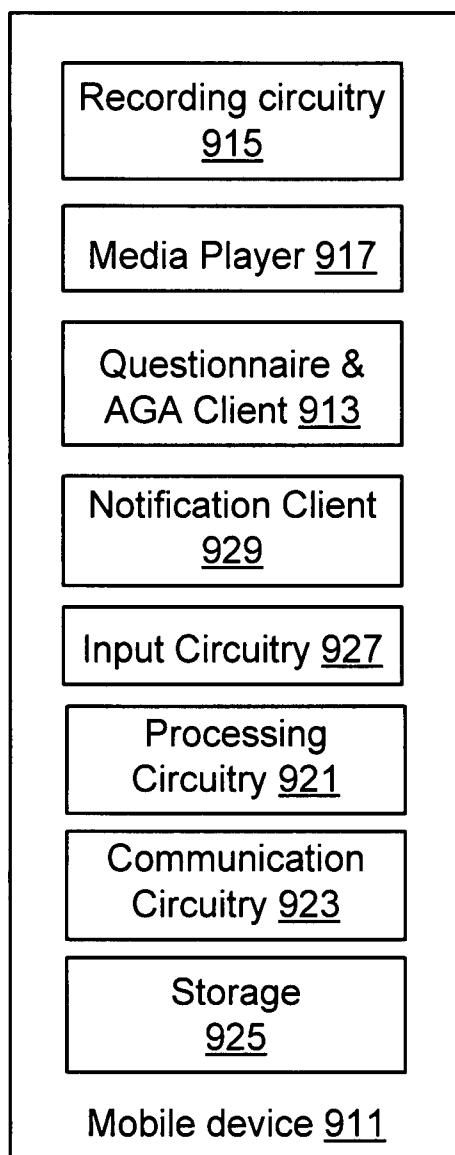 Recording circuitry
915
Media Player 917
Questionnaire &
AGA Client 913
Notification Client
929
Input Circuitry 927
Processing
Circuitry 921
Communication
Circuitry 923
Storage
925
Mobile device 911